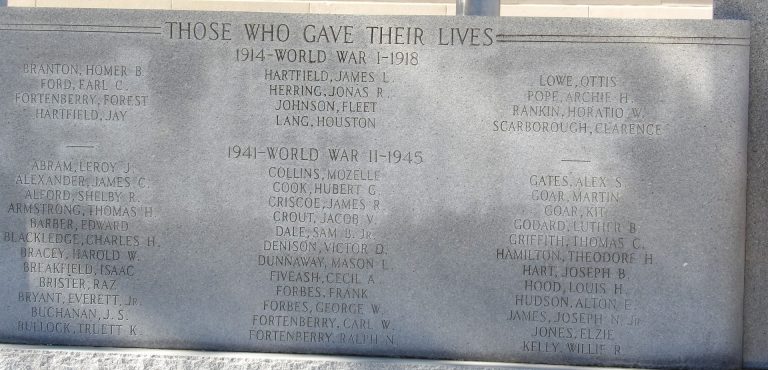 THOSE WHO GAVE THEIR LIVES
1914-WORLD WAR I-1918
BRANTON, HOMER B.
FORD, EARL C.
FORTENBERRY, FOREST
HARTFIELD, JAY
HARTFIELD, JAMES L.
HERRING, JONAS R.
JOHNSON, FLEET
LANG, HOUSTON
LOWE, OTTIS
POPE, ARCHIE H.
RANKIN, HORATIO W.
SCARBOROUGH, CLARENCE
1941-WORLD WAR II-1945
ABRAM, LEROY J.
ALEXANDER, JAMES C.
ALFORD, SHELBY R.
ARMSTRONG, THOMAS H.
BARBER, EDWARD
BLACKLEDGE, CHARLES H.
BRACEY, HAROLD W.
BREAKFIELD, ISAAC
BRISTER, RAZ
BRYANT, EVERETT, JR.
BUCHANAN, J. S.
BULLOCK, TRUETT K.
COLLINS, MOZELLE
COOK, HUBERT G.
CRISCOE, JAMES R.
CROUT, JACOB V.
DALE, SAM B. JR.
DENISON, VICTOR D.
DUNNAWAY, MASON L.
FIVEASH, CECIL A.
FORBES, FRANK
FORBES, GEORGE W.
FORTENBERRY, CARL W.
FORTENBERRY, RALPH N.
GATES, ALEX S.
GOAR, MARTIN
GOAR, KIT
GODARD, LUTHER B.
GRIFFITH, THOMAS C.
HAMILTON, THEODORE H.
HART, JOSEPH B.
HOOD, LOUIS H.
HUDSON, ALTON E.
JAMES, JOSEPH N. JR.
JONES, ELZIE
KELLY, WILLIE R.